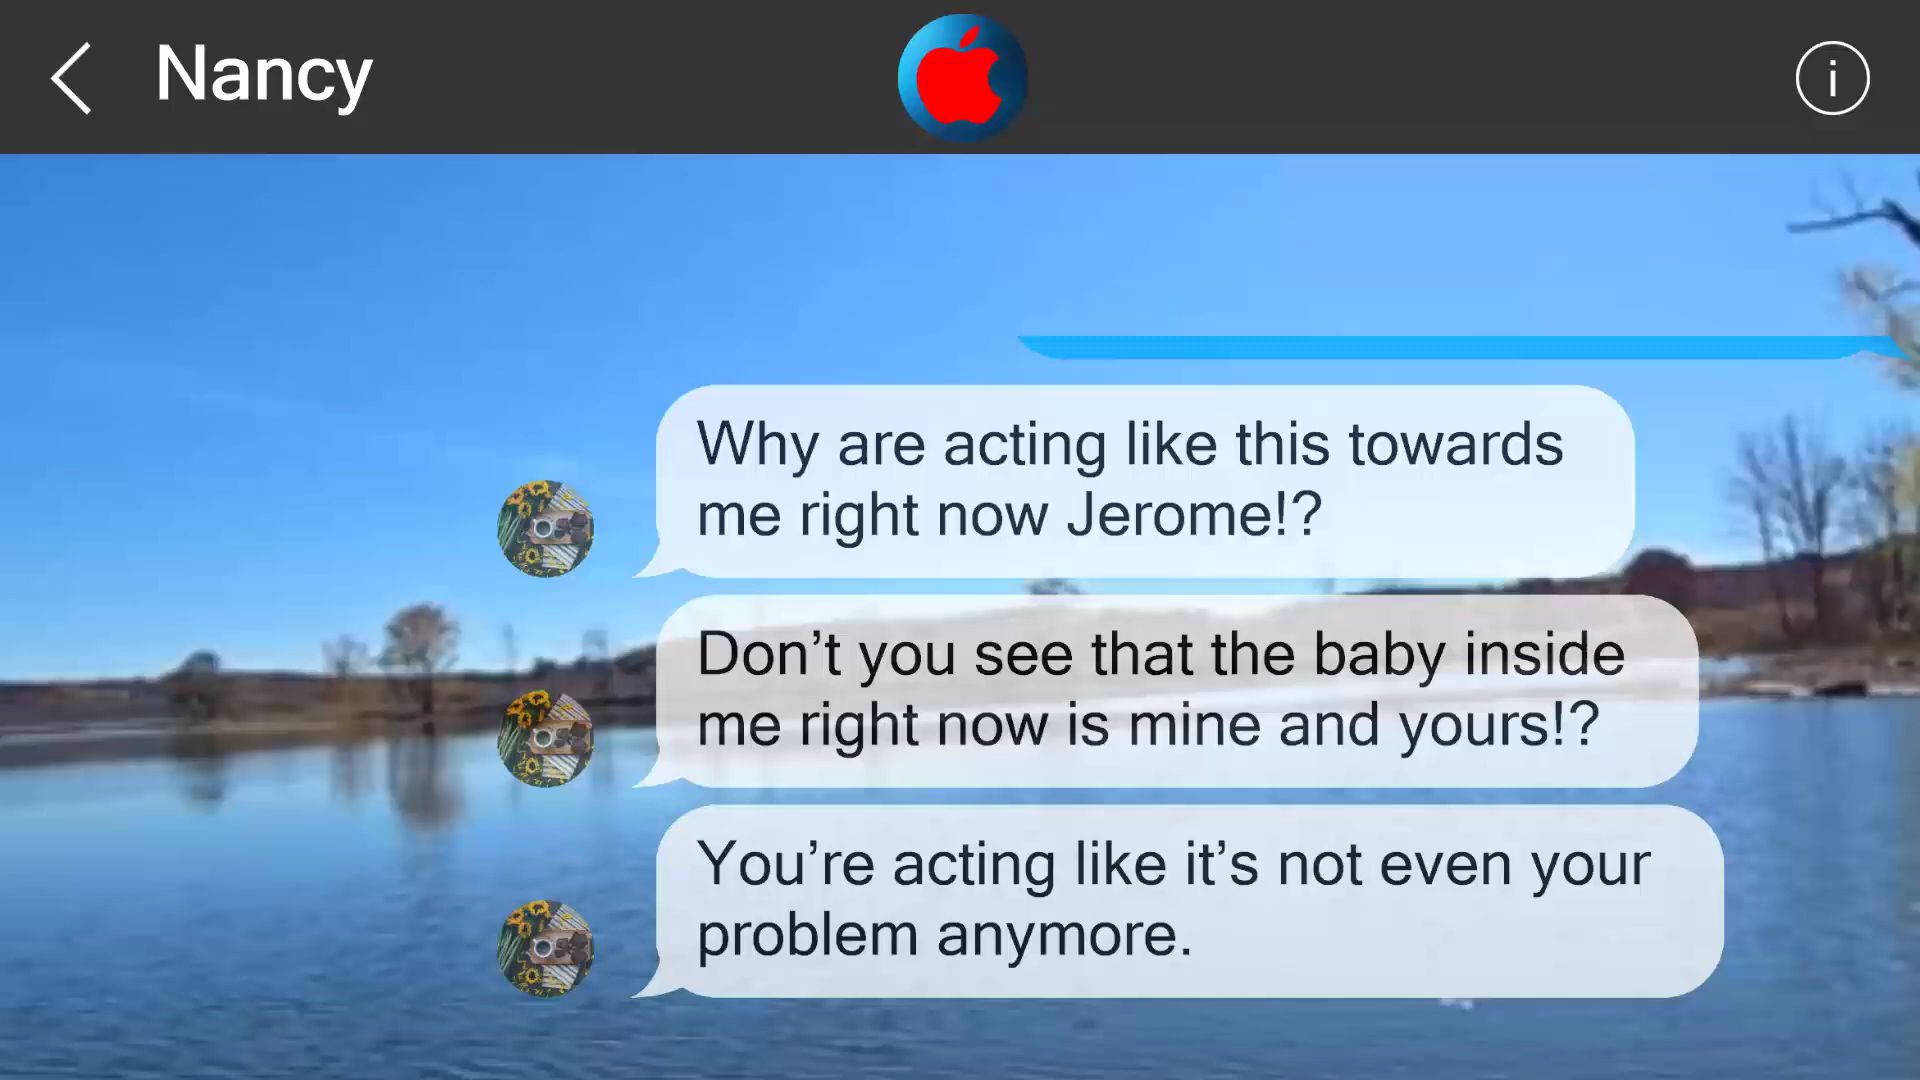 Nancy
i
Why are acting like this towards
me right now Jerome!?
Don’t you see that the baby inside
me right now is mine and yours!?
You’re acting like it’s not even your
problem anymore.